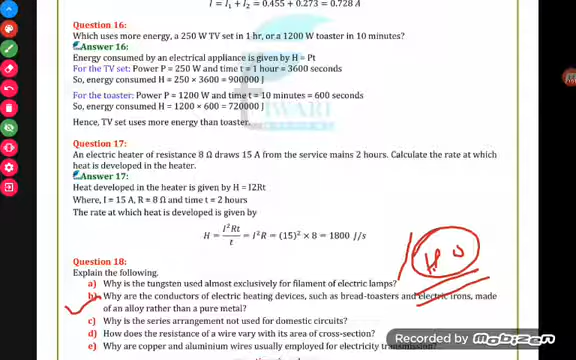 I = I₁ + I₂ = 0.455 + 0.273 = 0.728 A
Question 16
Which uses more energy, a 250 W TV set in 1 hr, or a 1200 W toaster in 10 minutes?
Answer 16
Energy consumed by an electrical appliance is given by H = Pt
For the TV set: Power P = 250 W and time t = 1 hour = 3600 seconds
So, energy consumed H = 250 × 3600 = 900000 J
For the toaster: Power P = 1200 W and time t = 10 minutes = 600 seconds
So, energy consumed H = 1200 × 600 = 720000 J
Hence, TV set uses more energy than toaster.
Question 17
An electric heater of resistance 8 Ω draws 15 A from the service mains 2 hours. Calculate the rate at which
heat is developed in the heater.
Answer 17
Heat developed in the heater is given by H = I2Rt
Where, I = 15 A, R = 8 Ω and time t = 2 hours
The rate at which heat is developed is given by
H = I²Rt/t = I²R = (15)² × 8 = 1800 J/s
Question 18
Explain the following.
a) Why is the tungsten used almost exclusively for filament of electric lamps?
b) Why are the conductors of electric heating devices, such as bread-toasters and electric irons, made
of an alloy rather than a pure metal?
c) Why is the series arrangement not used for domestic circuits?
d) How does the resistance of a wire vary with its area of cross-section?
e) Why are copper and aluminium wires usually employed for electricity transmission?
RECORDED WITH
Mobizen